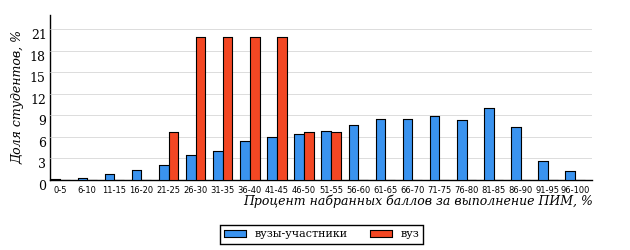 Доля студентов, %
21
18
15
12
9
6
3
0
0-5 6-10 11-15 16-20 21-25 26-30 31-35 36-40 41-45 46-50 51-55 56-60 61-65 66-70 71-75 76-80 81-85 86-90 91-95 96-100
Процент набранных баллов за выполнение ПИМ, %
вузы-участники вуз